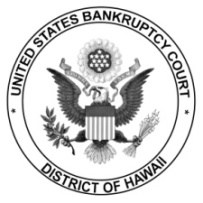 UNITED STATES BANKRUPTCY COURT
DISTRICT OF HAWAII